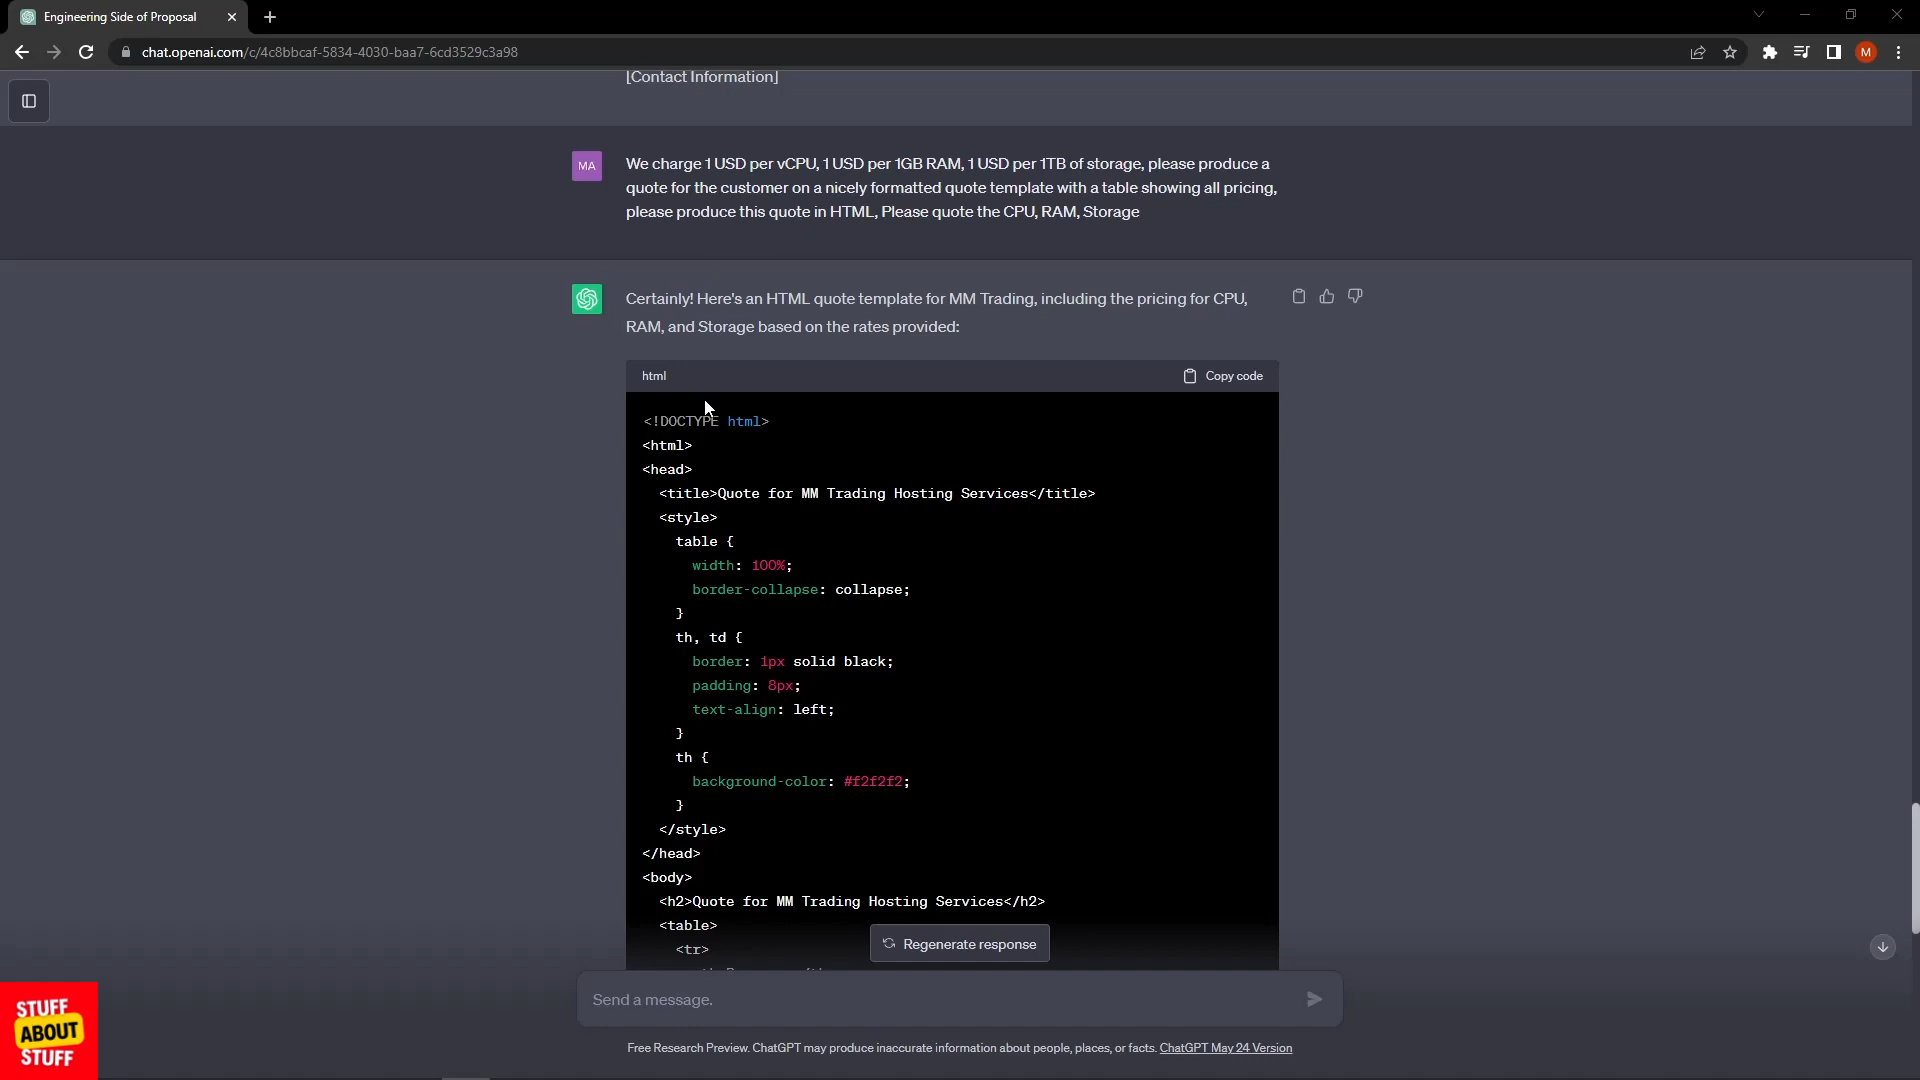 Engineering Side of Proposal
chat.openai.com/c/4c8bbcaf-5834-4030-baa7-6cd3529c3a98
M
[Contact Information]
MA
We charge 1 USD per vCPU, 1 USD per 1GB RAM, 1 USD per 1TB of storage, please produce a
quote for the customer on a nicely formatted quote template with a table showing all pricing,
please produce this quote in HTML, Please quote the CPU, RAM, Storage
Certainly! Here's an HTML quote template for MM Trading, including the pricing for CPU,
RAM, and Storage based on the rates provided:
html
Copy code
<!DOCTYPE html>
<html>
<head>
<title>Quote for MM Trading Hosting Services</title>
<style>
table {
width: 100%;
border-collapse: collapse;
}
th, td {
border: 1px solid black;
padding: 8px;
text-align: left;
}
th {
background-color: #f2f2f2;
}
</style>
</head>
<body>
<h2>Quote for MM Trading Hosting Services</h2>
<table>
<tr>
Regenerate response
Send a message.
Free Research Preview. ChatGPT may produce inaccurate information about people, places, or facts. ChatGPT May 24 Version
STUFF
ABOUT
STUFF